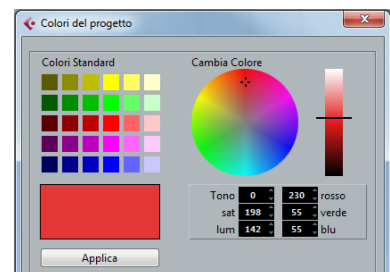 Colori del progetto
Colori Standard
Cambia Colore
Tono 0 230 rosso
sat 198 55 verde
lum 142 55 blu
Applica